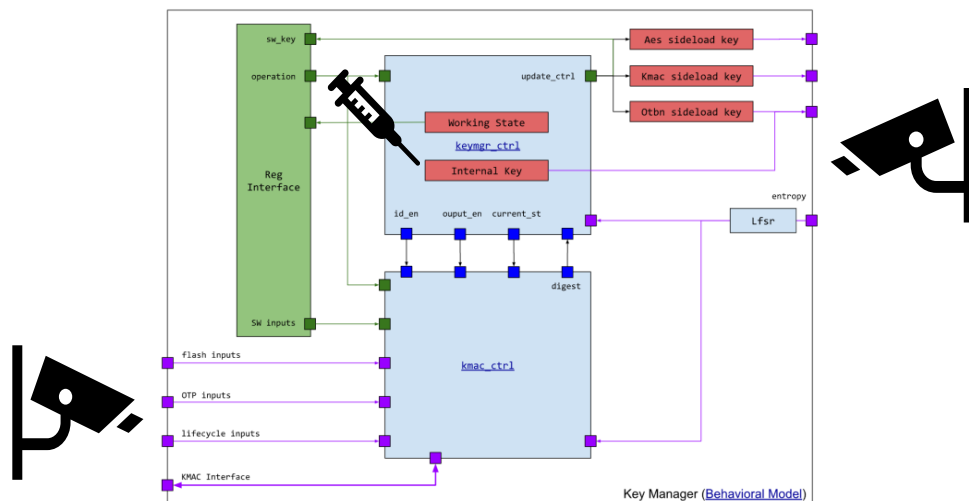 sw_key
operation
Reg
Interface
SW inputs
update_ctrl
Working State
keymgr_ctrl
Internal Key
id_en
ouput_en
current_st
digest
kmac_ctrl
Aes sideload key
Kmac sideload key
Otbn sideload key
entropy
Lfsr
flash inputs
OTP inputs
lifecycle inputs
KMAC Interface
Key Manager (Behavioral Model)